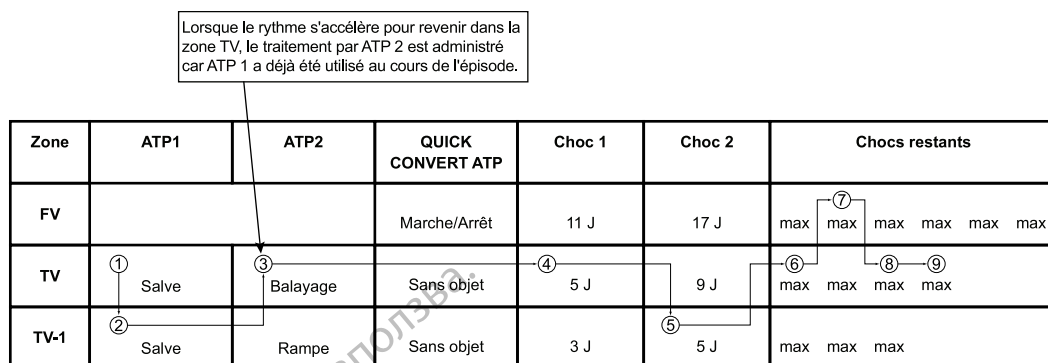 Lorsque le rythme s'accélère pour revenir dans la
zone TV, le traitement par ATP 2 est administré
car ATP 1 a déjà été utilisé au cours de l'épisode.
Zone ATP1 ATP2 QUICK CONVERT ATP Choc 1 Choc 2 Chocs restants
7
FV Marche/Arrêt 11 J 17 J max max max max max max
1 3 4 6 8 9
TV Salve Balayage Sans objet 5 J 9 J max max max max
2 5
TV-1 Salve Rampe Sans objet 3 J 5 J max max max